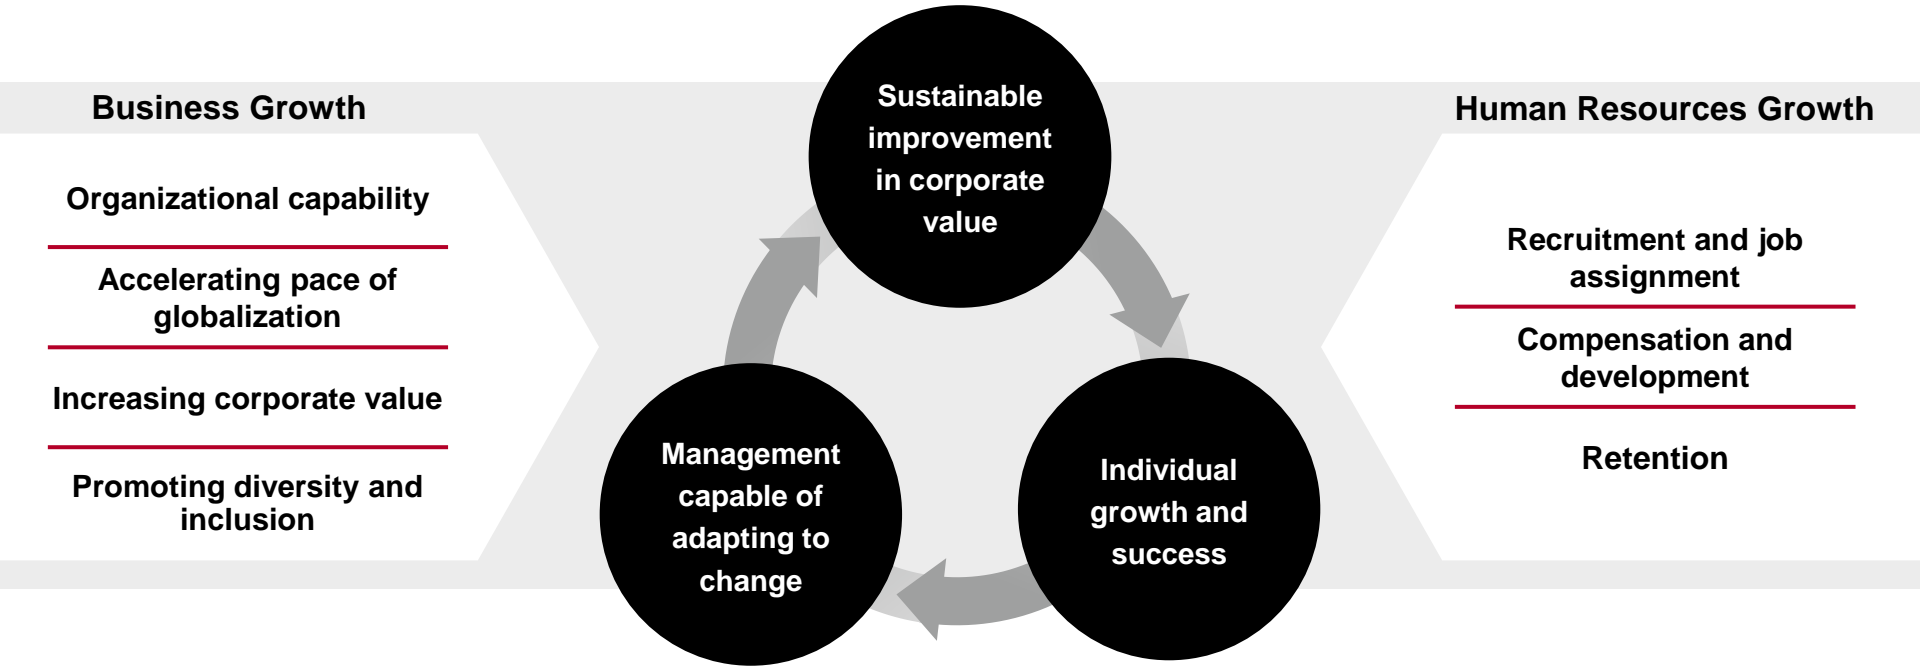 Business Growth
Organizational capability
Accelerating pace of
globalization
Increasing corporate value
Promoting diversity and
inclusion
Sustainable
improvement
in corporate
value
Management
capable of
adapting to
change
Individual
growth and
success
Human Resources Growth
Recruitment and job
assignment
Compensation and
development
Retention